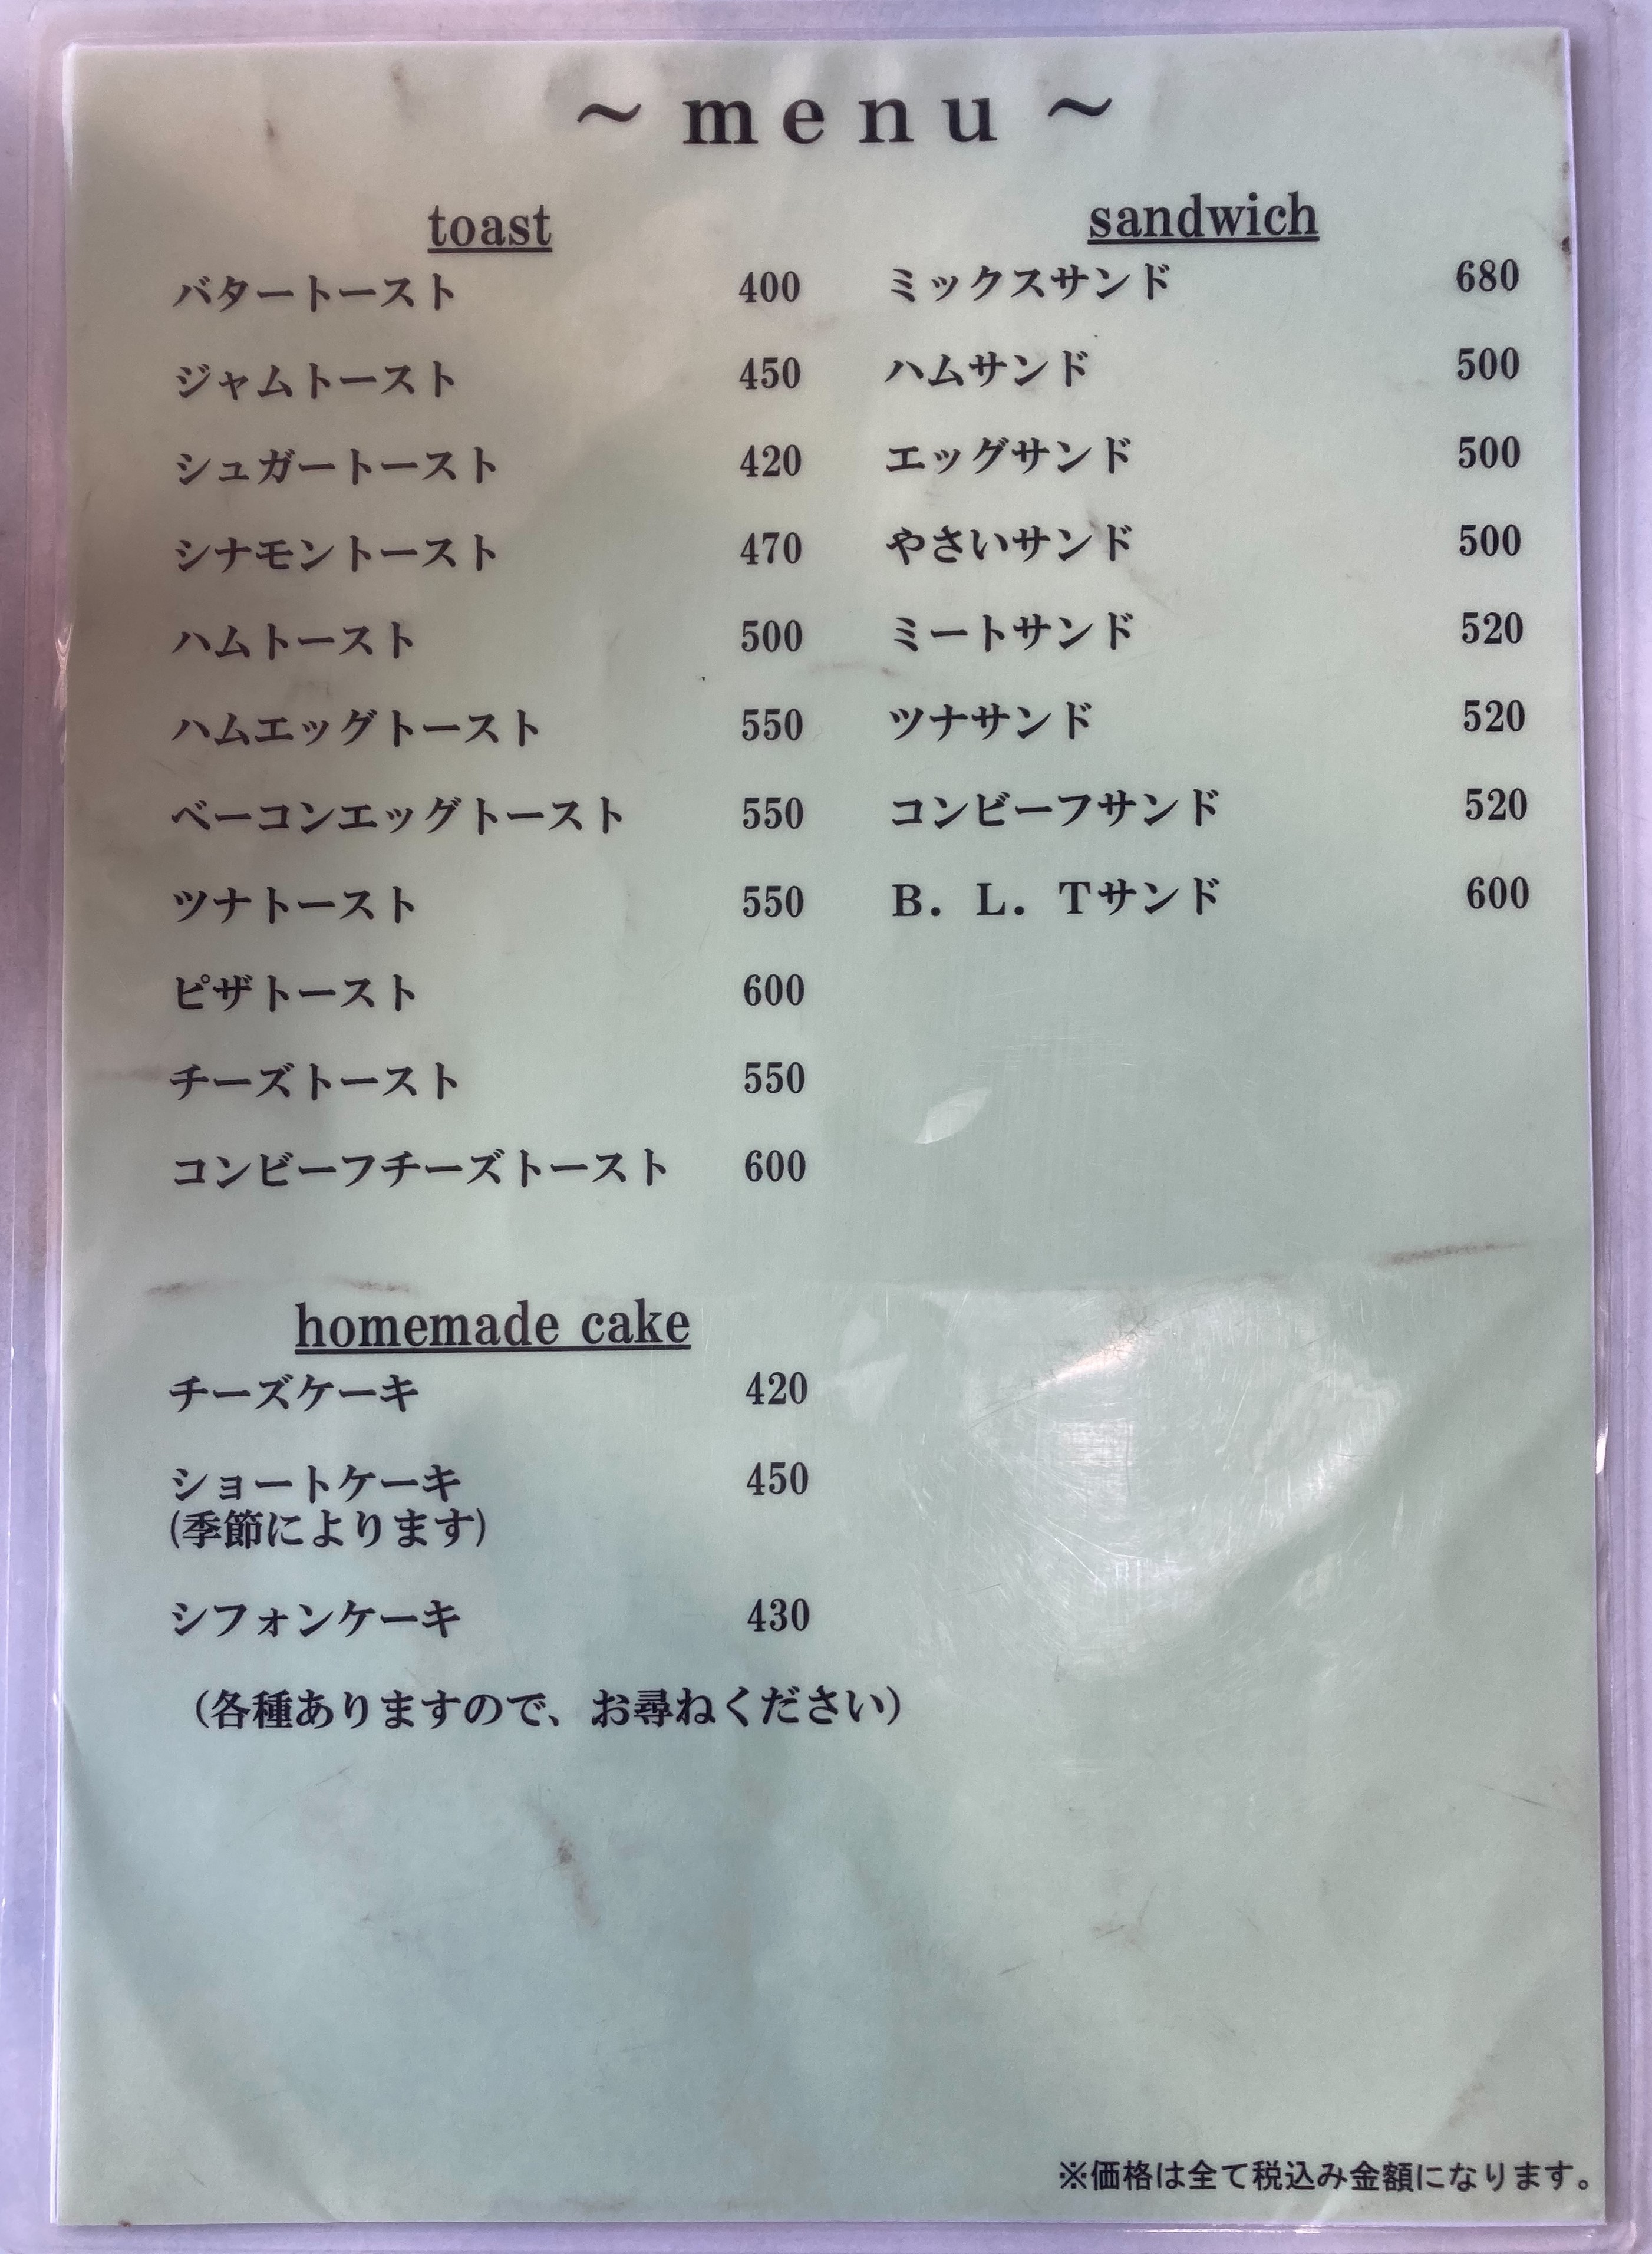 ～ｍｅｎｕ～
toast
バタートースト 400
ジャムトースト 450
シュガートースト 420
シナモントースト 470
ハムトースト 500
ハムエッグトースト 550
ベーコンエッグトースト 550
ツナトースト 550
ピザトースト 600
チーズトースト 550
コンビーフチーズトースト 600
sandwich
ミックスサンド 680
ハムサンド 500
エッグサンド 500
やさいサンド 500
ミートサンド 520
ツナサンド 520
コンビーフサンド 520
Ｂ．Ｌ．Ｔサンド 600
homemade cake
チーズケーキ 420
ショートケーキ 450
(季節によります)
シフォンケーキ 430
（各種ありますので、お尋ねください）
※価格は全て税込み金額になります。